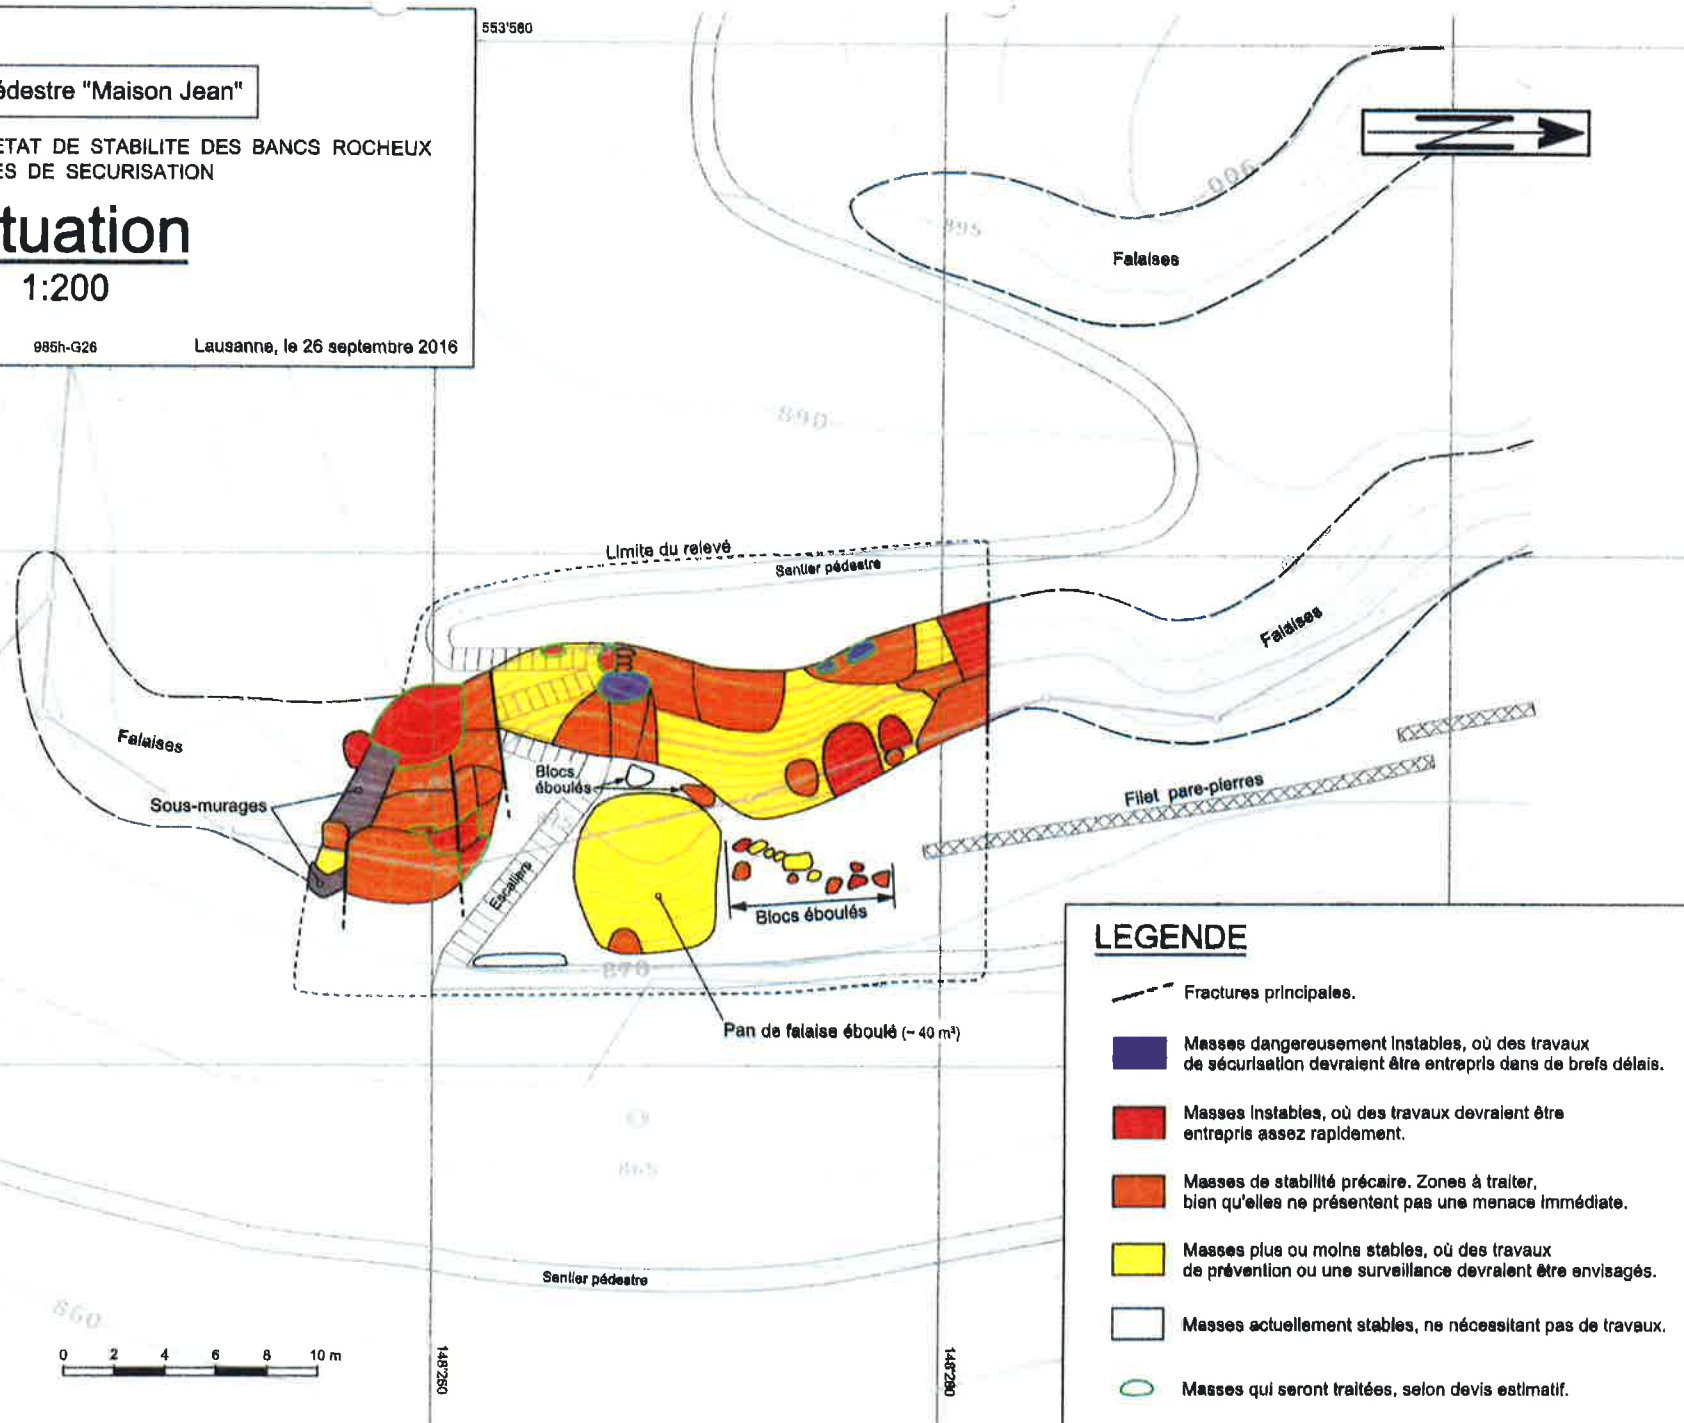 553'560
édestre "Maison Jean"
ETAT DE STABILITE DES BANCS ROCHEUX
ES DE SECURISATION
tuation
1:200
985h-G26
Lausanne, le 26 septembre 2016
900
895
Falaises
890
Limite du relevé
Sentier pédestre
Falaises
Falaises
Sous-murages
Blocs
éboulés
Filet pare-pierres
Escaliers
Blocs éboulés
870
Pan de falaise éboulé (~ 40 m³)
865
Sentier pédestre
860
0 2 4 6 8 10 m
148'260
148'280
LEGENDE
Fractures principales.
Masses dangereusement instables, où des travaux
de sécurisation devraient être entrepris dans de brefs délais.
Masses instables, où des travaux devraient être
entrepris assez rapidement.
Masses de stabilité précaire. Zones à traiter,
bien qu'elles ne présentent pas une menace immédiate.
Masses plus ou moins stables, où des travaux
de prévention ou une surveillance devraient être envisagés.
Masses actuellement stables, ne nécessitant pas de travaux.
Masses qui seront traitées, selon devis estimatif.